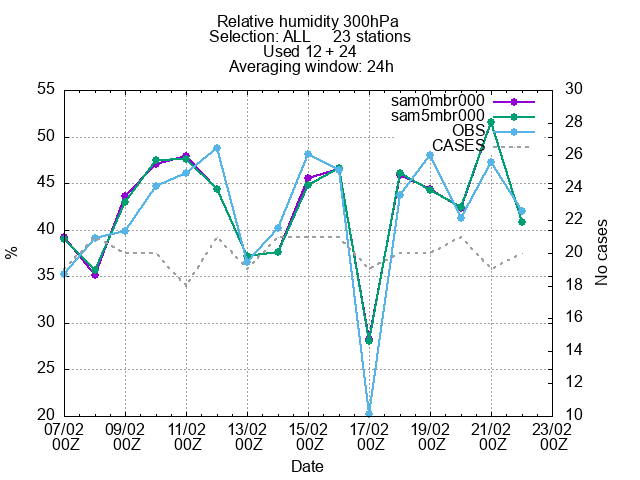 Relative humidity 300hPa
Selection: ALL 23 stations
Used 12 + 24
Averaging window: 24h
sam0mbr000
sam5mbr000
OBS
CASES
%
55
50
45
40
35
30
25
20
No cases
30
28
26
24
22
20
18
16
14
12
10
07/02 09/02 11/02 13/02 15/02 17/02 19/02 21/02 23/02
00Z 00Z 00Z 00Z 00Z 00Z 00Z 00Z 00Z
Date